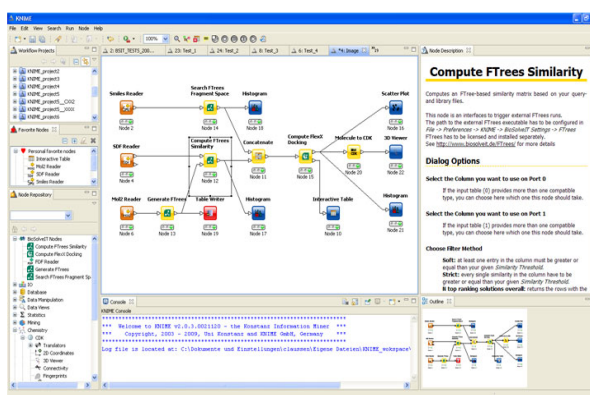 KNIME
File Edit View Search Run Node Help
100%
Workflow Projects
KNIME_project2
KNIME_project3
KNIME_project4
KNIME_project5
KNIME_project5__CO02
KNIME_project5_xxxx
KNIME_project6
Favorite Nodes
Personal favorite nodes
Interactive Table
Mol2 Reader
SDF Reader
Smiles Reader
Node Repository
BioSolveIT Nodes
Compute FTrees Similarity
Compute FlexX Docking
PDF Reader
Generate FTrees
Search FTrees Fragment Sp
IO
Database
Data Manipulation
Data Views
Statistics
Mining
Chemistry
CDK
Translators
2D Coordinates
3D Viewer
Connectivity
Fingerprints
2: BSIT_TESTS_200... 23: Test_1 24: Test_2 8: Test_3 6: Test_4 *4: Image
Smiles Reader
Node 2
Search FTrees
Fragment Space
Node 14
Histogram
Node 18
Scatter Plot
Node 16
SDF Reader
Node 4
Compute FTrees
Similarity
Node 12
Concatenate
Node 11
Compute FlexX
Docking
Node 15
Molecule to CDK
Node 20
3D Viewer
Node 22
Mol2 Reader
Node 6
Generate FTrees
Node 13
Table Writer
Node 19
Histogram
Node 17
Interactive Table
Node 10
Histogram
Node 21
Console
KNIME Console
*** Welcome to KNIME v2.0.3.0021120 - the Konstanz Information Miner ***
*** Copyright, 2003 - 2009, Uni Konstanz and KNIME GmbH, Germany ***
Log file is located at: C:\Dokumente und Einstellungen\claussen\Eigene Dateien\KNIME_workspace\
Node Description
Compute FTrees Similarity
Computes an FTree-based similarity matrix based on your query-
and library files.
This node is an interfaces to trigger external FTrees runs.
The path to the external FTrees executable has to be configured in
File -> Preferences -> KNIME -> BioSolveIT Settings -> FTrees
FTrees has to be licensed and installed separately.
See http://www.biosolveit.de/FTrees/ for more details
Dialog Options
Select the Column you want to use on Port 0
If the input table (0) provides more than one compatible
type, you can choose here which one this node should take.
Select the Column you want to use on Port 1
If the input table (1) provides more than one compatible
type, you can choose here which one this node should take.
Choose Filter Method
Soft: at least one entry in the column must be greater or
equal than your given Similarity Threshold.
Strict: every single similarity in the column have to be
greater or equal than your given Similarity Threshold.
N top ranking solutions overall: returns the rows with the
Outline